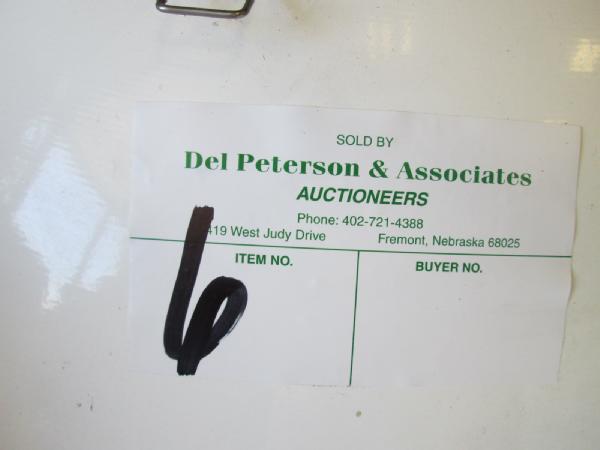 SOLD BY
Del Peterson & Associates
AUCTIONEERS
Phone: 402-721-4388
419 West Judy Drive Fremont, Nebraska 68025
ITEM NO. BUYER NO.
6